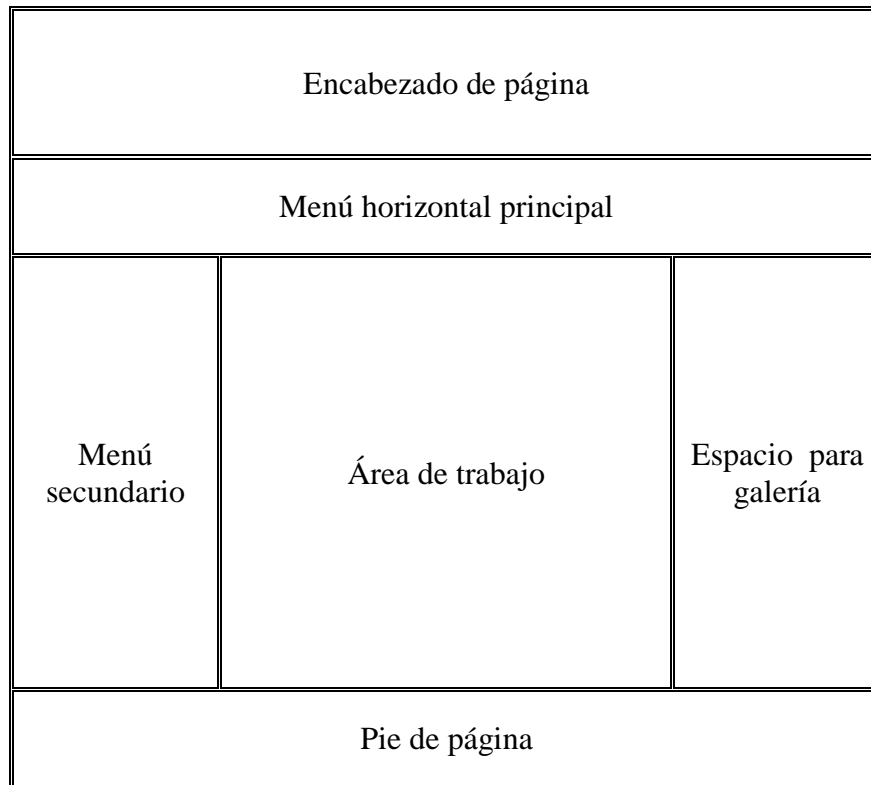 Encabezado de página
Menú horizontal principal
Menú
secundario
Área de trabajo
Espacio para
galería
Pie de página